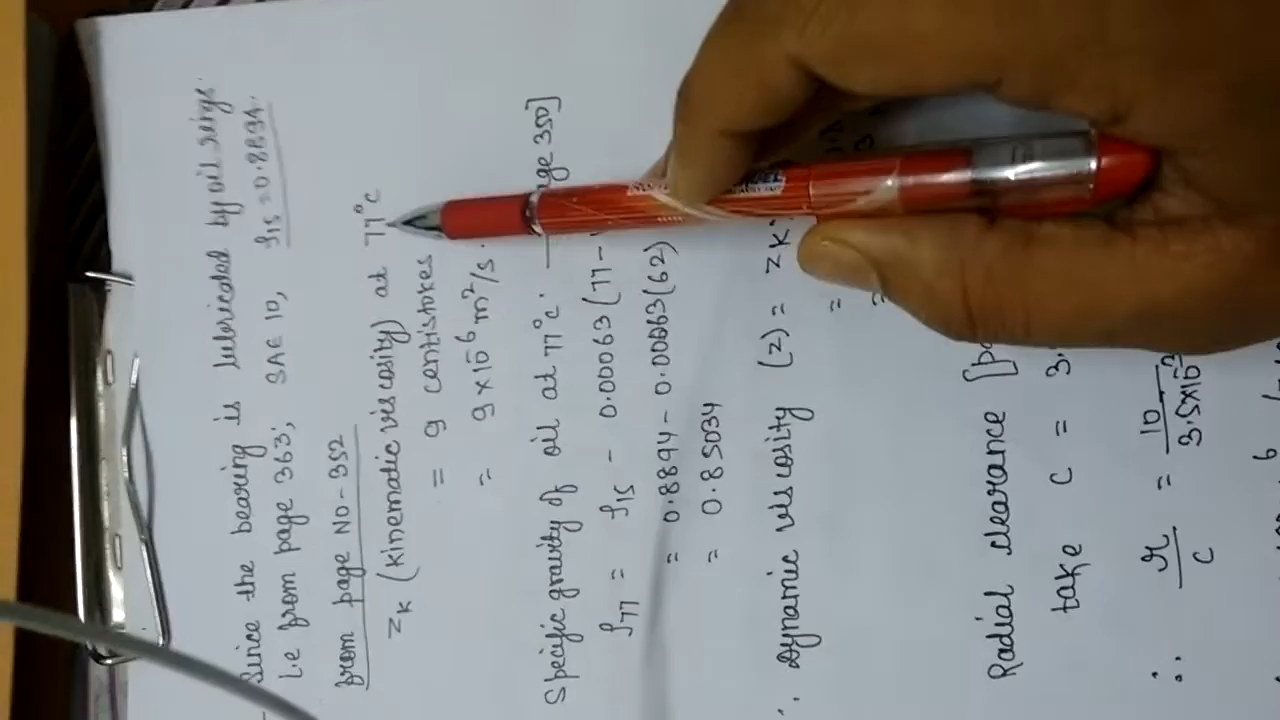 Since the bearing is lubricated by oil rings.
i.e from page 363; SAE 10, ρ15 = 0.8894.
from page No-352
ZK (kinematic viscosity) at 77°C
= 9 centistokes
= 9 x 10^-6 m²/s.
Specific gravity of oil at 77°C. 350]
ρ77 = ρ15 - 0.00063 (77-
= 0.8894 - 0.00063 (62)
= 0.85034
∴ Dynamic viscosity (Z) = ZK.
=
=
Radial clearance
take C = 3.
∴ r/c = 10/3.5x10^-2